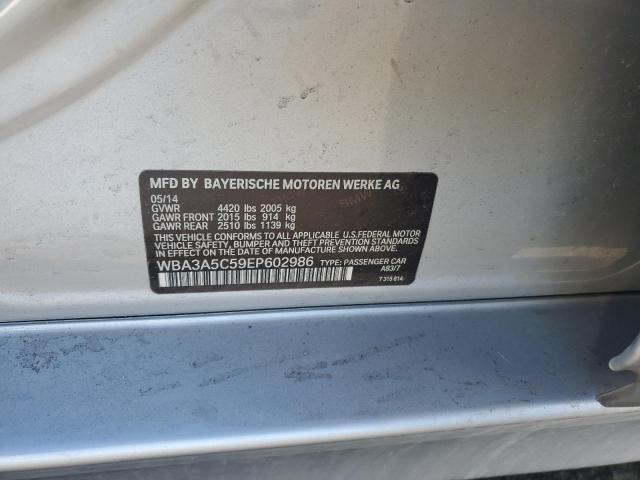 MFD BY BAYERISCHE MOTOREN WERKE AG
05/14
GVWR 4420 lbs 2005 kg
GAWR FRONT 2015 lbs 914 kg
GAWR REAR 2510 lbs 1139 kg
THIS VEHICLE CONFORMS TO ALL APPLICABLE U.S.FEDERAL MOTOR
VEHICLE SAFETY, BUMPER, AND THEFT PREVENTION STANDARDS
IN EFFECT ON THE DATE OF MANUFACTURE SHOWN ABOVE.
WBA3A5C59EP602986 TYPE: PASSENGER CAR
A83/7
T 315 614